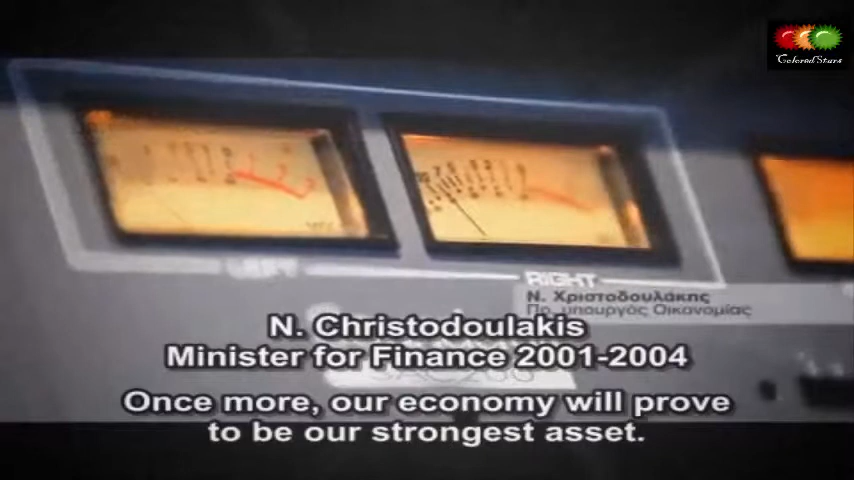 ColoredStars
RIGHT
Ν. Χριστοδουλάκης
Πρ. υπουργός Οικονομίας
N. Christodoulakis
Minister for Finance 2001-2004
Once more, our economy will prove
to be our strongest asset.